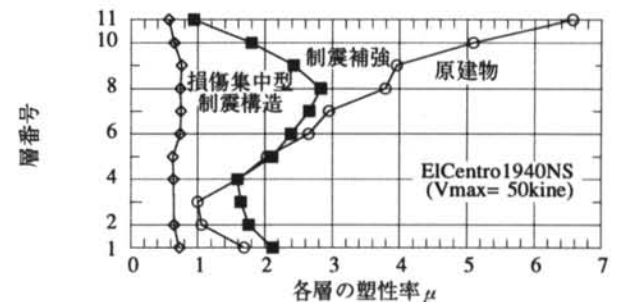 11
10
8
6
4
2
1
層番号
制震補強
原建物
損傷集中型
制震構造
ElCentro1940NS
(Vmax= 50kine)
0 1 2 3 4 5 6 7
各層の塑性率 μ